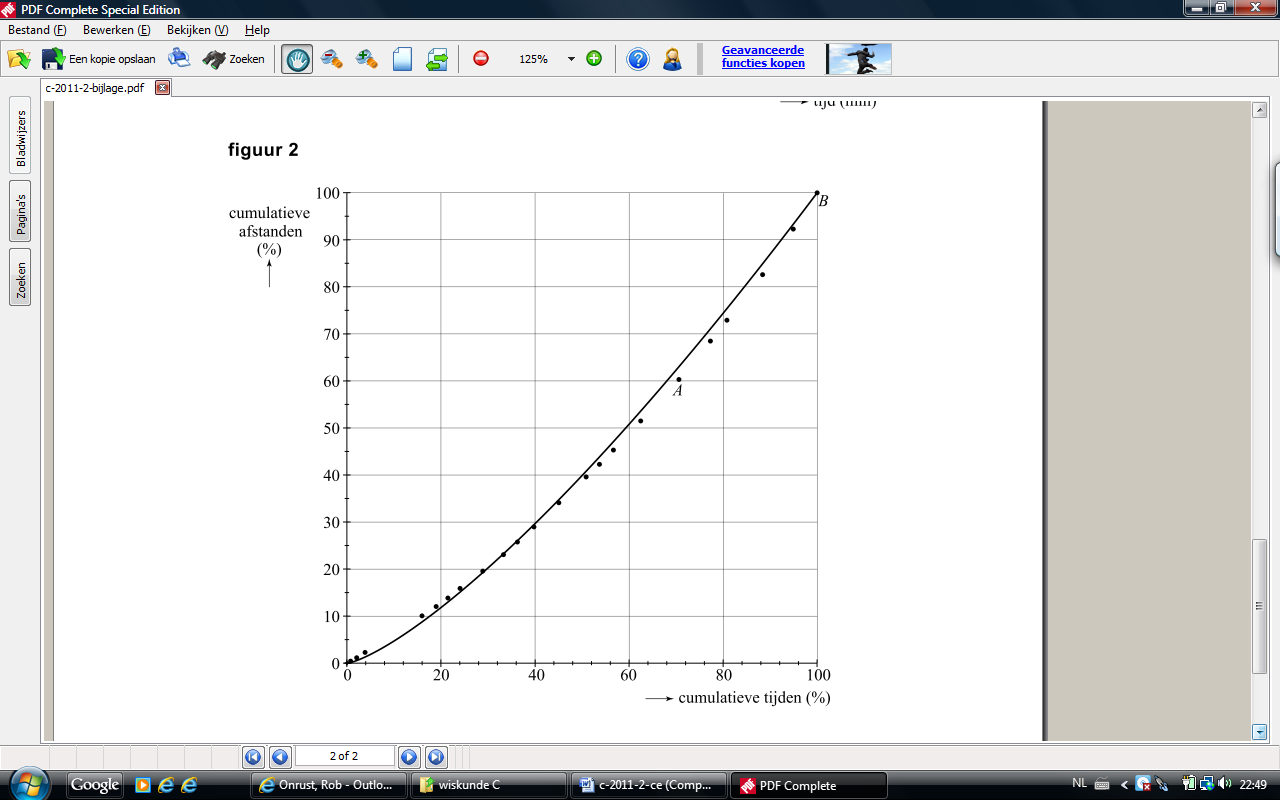 PDF Complete Special Edition
Bestand (F) Bewerken (E) Bekijken (V) Help
Een kopie opslaan Zoeken 125% Geavanceerde
functies kopen
c-2011-2-bijlage.pdf
Bladwijzers
Pagina's
Zoeken
tijd (min)
figuur 2
cumulatieve
afstanden
(%)
100
90
80
70
60
50
40
30
20
10
0
B
A
0 20 40 60 80 100
cumulatieve tijden (%)
2 of 2
Google Onrust, Rob - Outlo... wiskunde C c-2011-2-ce (Comp... PDF Complete NL 22:49